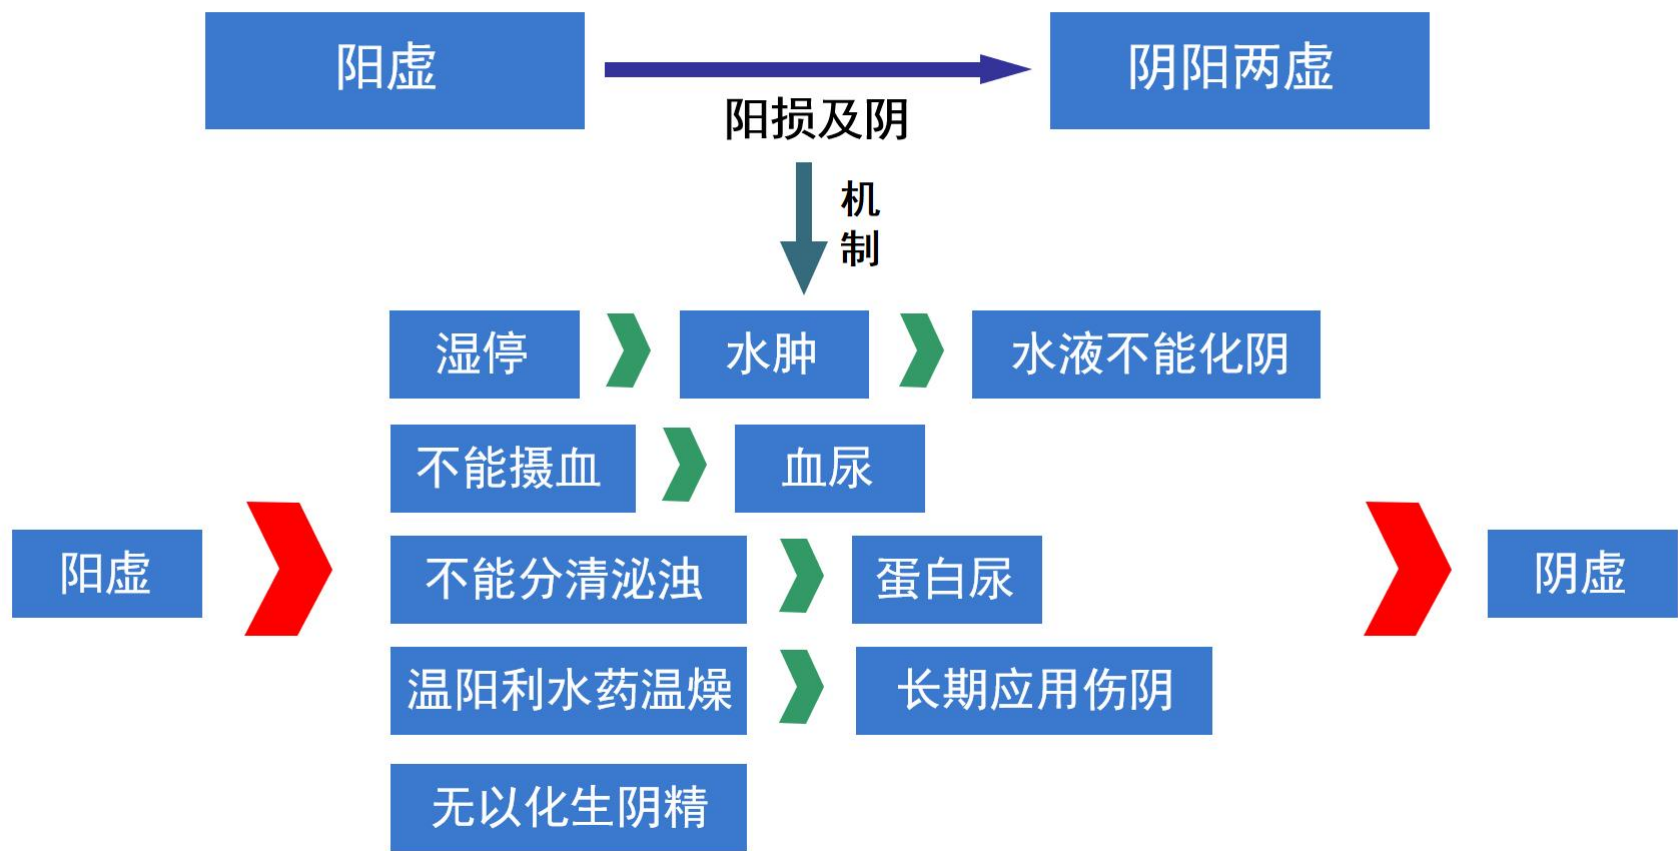 阳虚
阴阳两虚
阳损及阴
机
制
湿停
水肿
水液不能化阴
不能摄血
血尿
阳虚
不能分清泌浊
蛋白尿
阴虚
温阳利水药温燥
长期应用伤阴
无以化生阴精